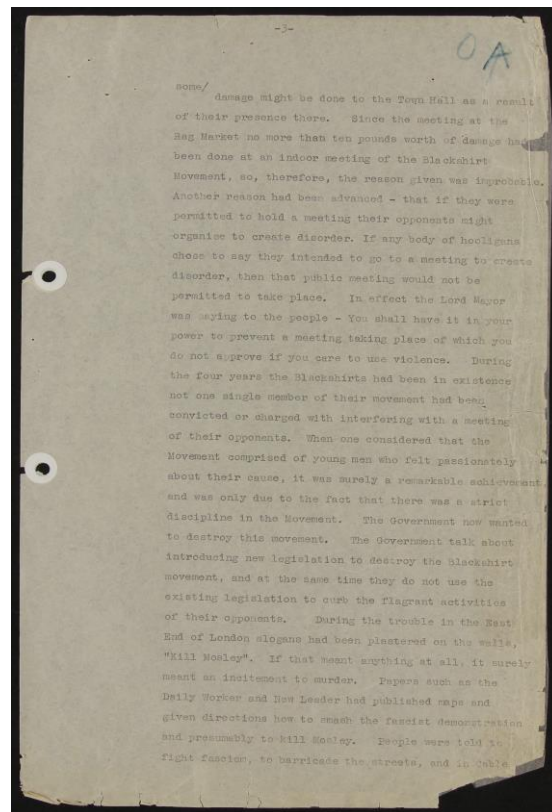 -3-
OA
some/
damage might be done to the Town Hall as a result
of their presence there. Since the meeting at the
Rag Market no more than ten pounds worth of damage had
been done at an indoor meeting of the Blackshirt
Movement, so, therefore, the reason given was improbable.
Another reason had been advanced - that if they were
permitted to hold a meeting their opponents might
organise to create disorder. If any body of hooligans
chose to say they intended to go to a meeting to create
disorder, then that public meeting would not be
permitted to take place. In effect the Lord Mayor
was saying to the people - You shall have it in your
power to prevent a meeting taking place of which you
do not approve if you care to use violence. During
the four years the Blackshirts had been in existence
not one single member of their movement had been
convicted or charged with interfering with a meeting
of their opponents. When one considered that the
Movement comprised of young men who felt passionately
about their cause, it was surely a remarkable achievement
and was only due to the fact that there was a strict
discipline in the Movement. The Government now wanted
to destroy this movement. The Government talk about
introducing new legislation to destroy the Blackshirt
movement, and at the same time they do not use the
existing legislation to curb the flagrant activities
of their opponents. During the trouble in the East
End of London slogans had been plastered on the walls,
"Kill Mosley". If that meant anything at all, it surely
meant an incitement to murder. Papers such as the
Daily Worker and New Leader had published maps and
given directions how to smash the fascist demonstration
and presumably to kill Mosley. People were told to
fight fascism, to barricade the streets, and in Cable